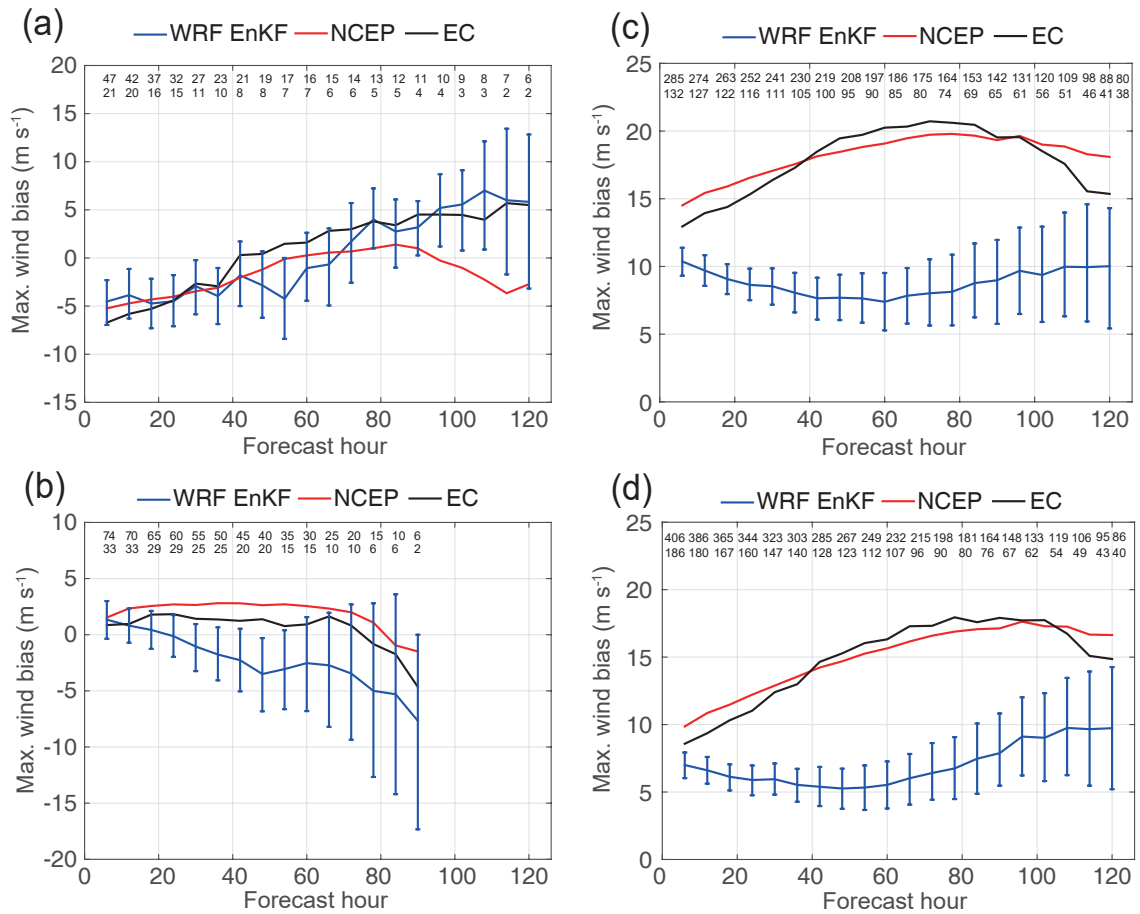 (a)
WRF EnKF NCEP EC
20
15
10
5
0
-5
-10
-15
47 42 37 32 27 23 21 19 17 16 15 14 13 12 11 10 9 8 7 6
21 20 16 15 11 10 8 8 7 7 6 6 5 5 4 4 3 3 2 2
Max. wind bias (m s⁻¹)
0 20 40 60 80 100 120
Forecast hour
(c)
WRF EnKF NCEP EC
25
20
15
10
5
0
285 274 263 252 241 230 219 208 197 186 175 164 153 142 131 120 109 98 88 80
132 127 122 116 111 105 100 95 90 85 80 74 69 65 61 56 51 46 41 38
Max. wind bias (m s⁻¹)
0 20 40 60 80 100 120
Forecast hour
(b)
WRF EnKF NCEP EC
10
5
0
-5
-10
-15
-20
74 70 65 60 55 50 45 40 35 30 25 20 15 10 6
33 33 29 29 25 25 20 20 15 15 10 10 6 6 2
Max. wind bias (m s⁻¹)
0 20 40 60 80 100 120
Forecast hour
(d)
WRF EnKF NCEP EC
25
20
15
10
5
0
406 386 365 344 323 303 285 267 249 232 215 198 181 164 148 133 119 106 95 86
186 180 167 160 147 140 128 123 112 107 96 90 80 76 67 62 54 49 43 40
Max. wind bias (m s⁻¹)
0 20 40 60 80 100 120
Forecast hour